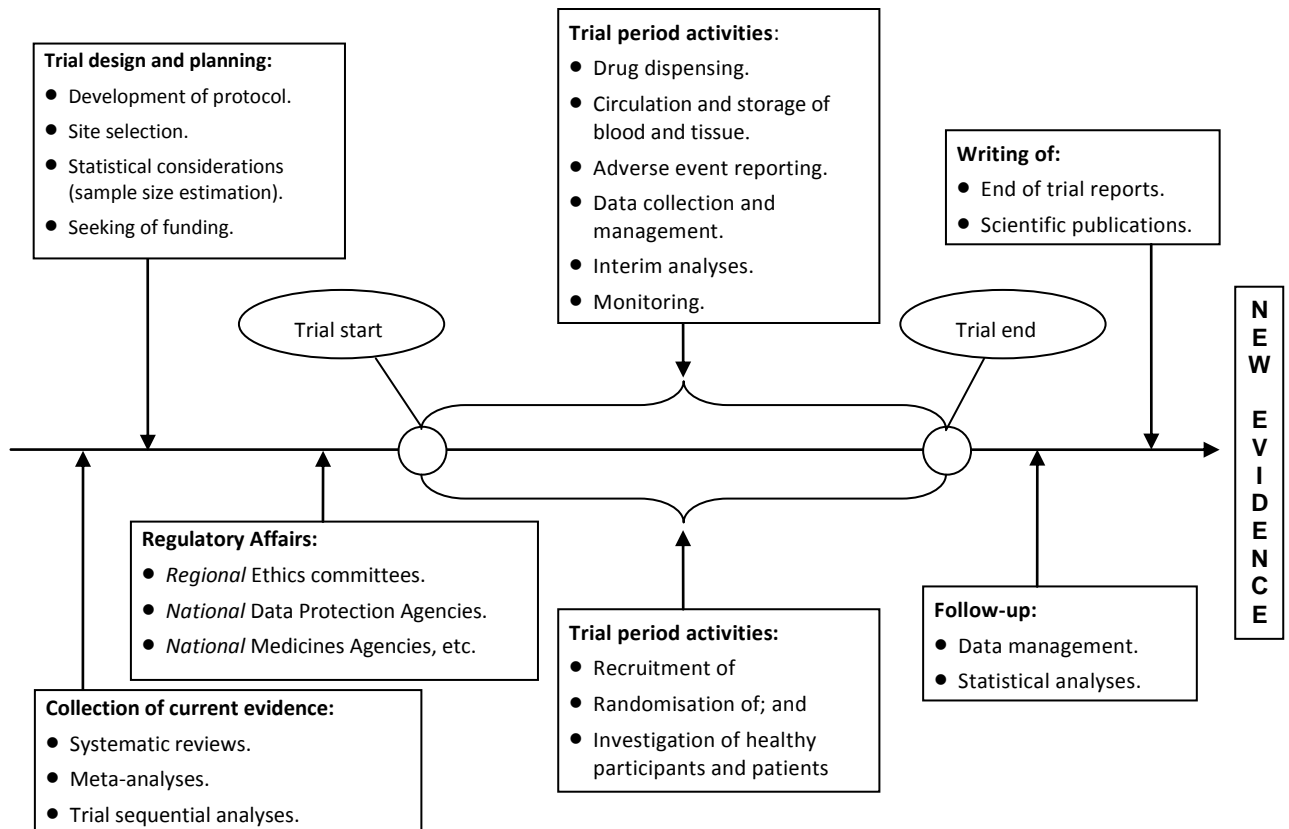 Trial design and planning:
● Development of protocol.
● Site selection.
● Statistical considerations
(sample size estimation).
● Seeking of funding.
Trial period activities:
● Drug dispensing.
● Circulation and storage of
blood and tissue.
● Adverse event reporting.
● Data collection and
management.
● Interim analyses.
● Monitoring.
Writing of:
● End of trial reports.
● Scientific publications.
Trial start
Trial end
NEW EVIDENCE
Regulatory Affairs:
● Regional Ethics committees.
● National Data Protection Agencies.
● National Medicines Agencies, etc.
Trial period activities:
● Recruitment of
● Randomisation of; and
● Investigation of healthy
participants and patients
Follow-up:
● Data management.
● Statistical analyses.
Collection of current evidence:
● Systematic reviews.
● Meta-analyses.
● Trial sequential analyses.